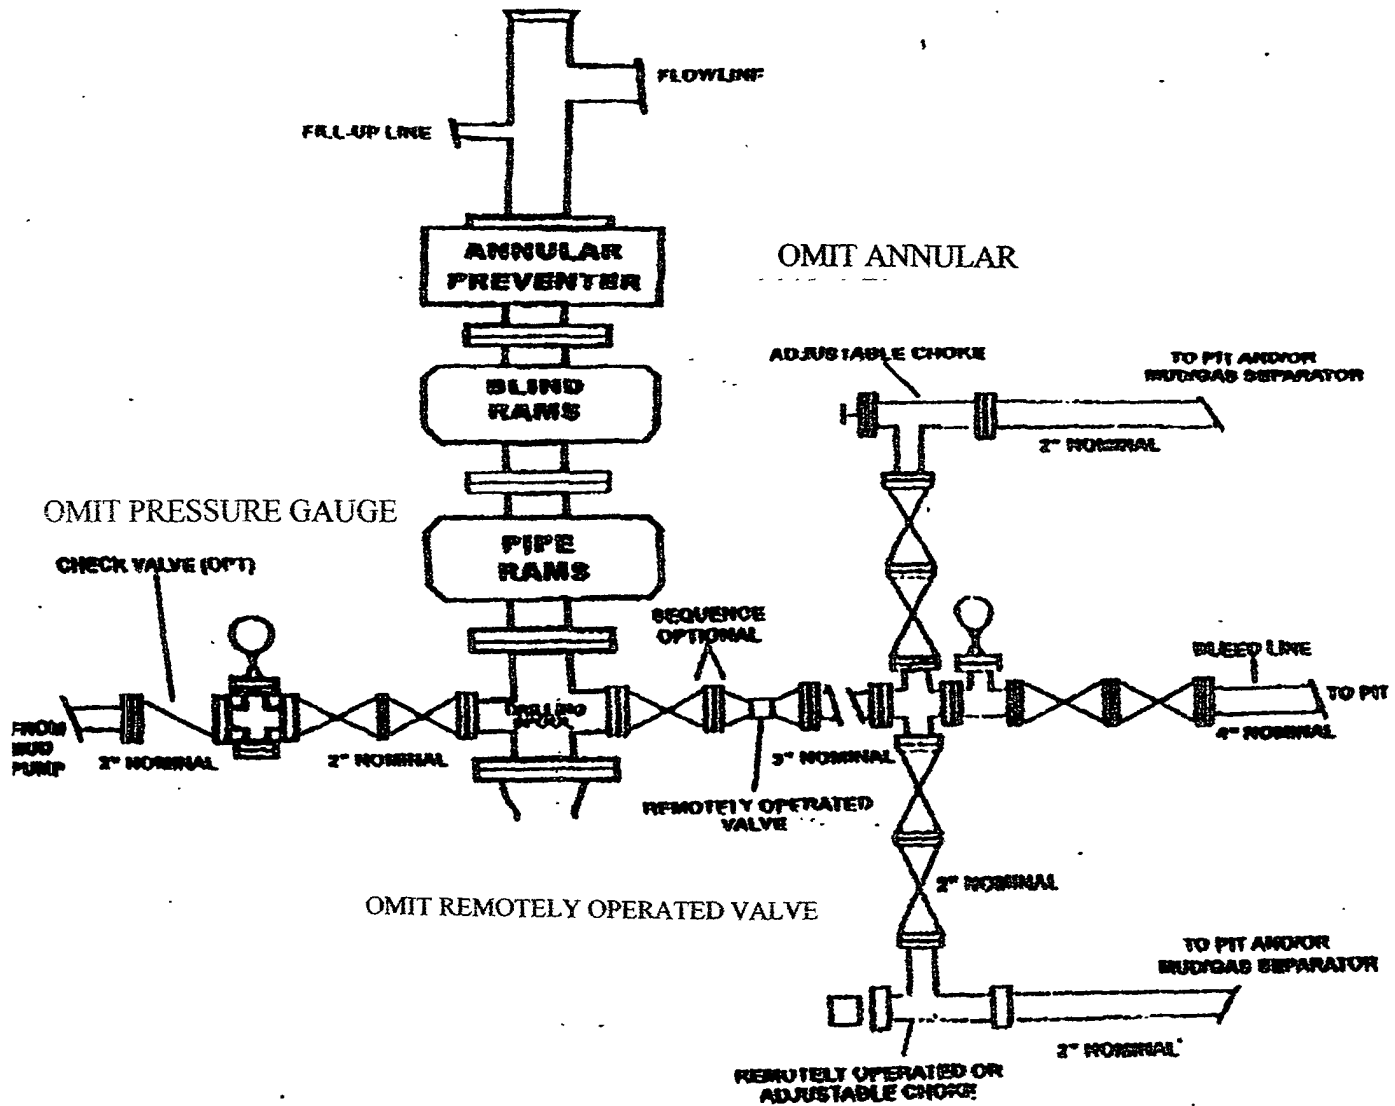 FLOWLINE
FILL-UP LINE
ANNULAR
PREVENTER
OMIT ANNULAR
ADJUSTABLE CHOKE
TO PIT AND/OR
MUD/GAS SEPARATOR
BLIND
RAMS
2" NOMINAL
OMIT PRESSURE GAUGE
PIPE
RAMS
CHECK VALVE (OPT)
SEQUENCE
OPTIONAL
BLEED LINE
TO PIT
DRILLING
SPOOL
FROM
MUD
PUMP
2" NOMINAL
2" NOMINAL
3" NOMINAL
4" NOMINAL
REMOTELY OPERATED
VALVE
2" NOMINAL
OMIT REMOTELY OPERATED VALVE
TO PIT AND/OR
MUD/GAS SEPARATOR
2" NOMINAL
REMOTELY OPERATED OR
ADJUSTABLE CHOKE